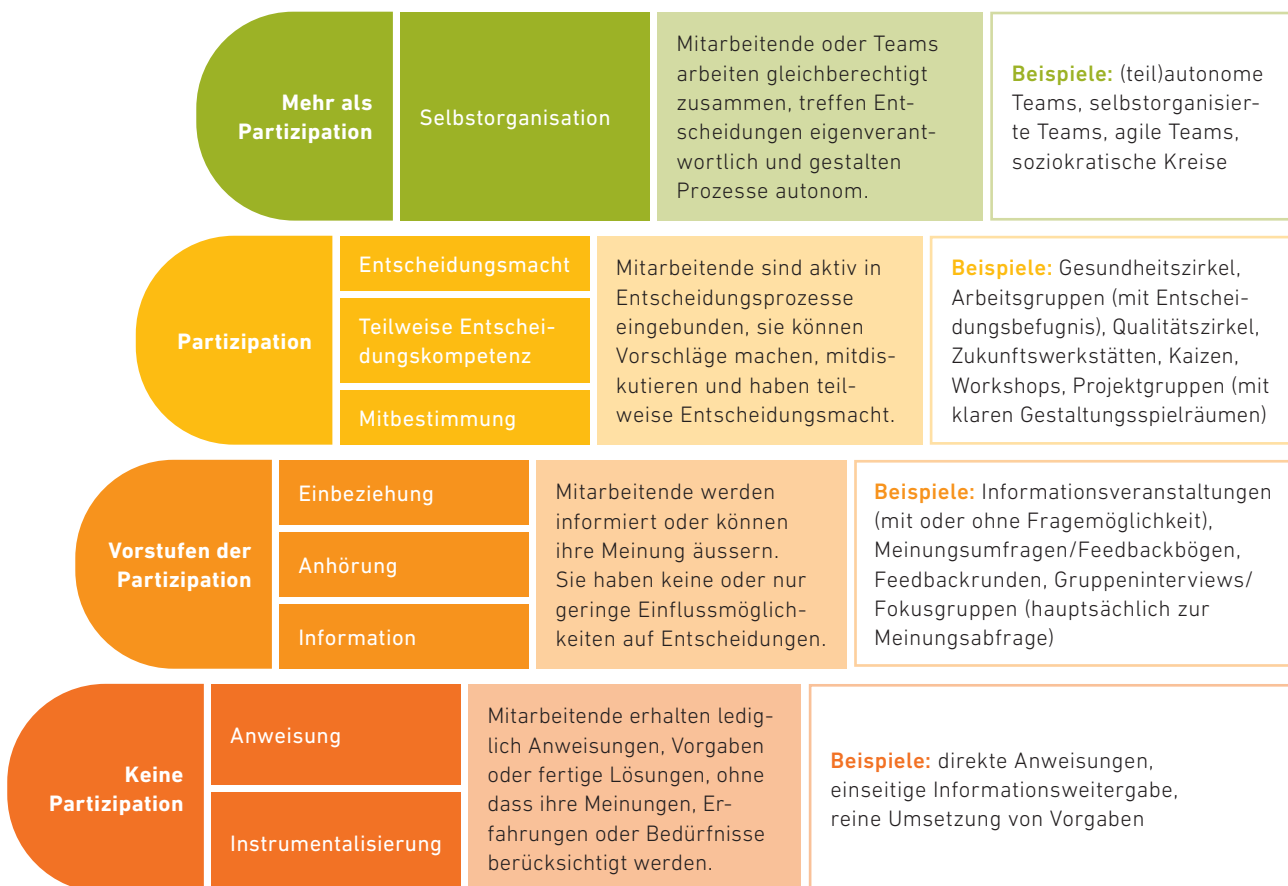 Mehr als
Partizipation
Selbstorganisation
Mitarbeitende oder Teams
arbeiten gleichberechtigt
zusammen, treffen Ent-
scheidungen eigenverant-
wortlich und gestalten
Prozesse autonom.
Beispiele: (teil)autonome
Teams, selbstorganisier-
te Teams, agile Teams,
soziokratische Kreise
Partizipation
Entscheidungsmacht
Teilweise Entschei-
dungskompetenz
Mitbestimmung
Mitarbeitende sind aktiv in
Entscheidungsprozesse
eingebunden, sie können
Vorschläge machen, mitdis-
kutieren und haben teil-
weise Entscheidungsmacht.
Beispiele: Gesundheitszirkel,
Arbeitsgruppen (mit Entschei-
dungsbefugnis), Qualitätszirkel,
Zukunftswerkstätten, Kaizen,
Workshops, Projektgruppen (mit
klaren Gestaltungsspielräumen)
Vorstufen der
Partizipation
Einbeziehung
Anhörung
Information
Mitarbeitende werden
informiert oder können
ihre Meinung äussern.
Sie haben keine oder nur
geringe Einflussmöglich-
keiten auf Entscheidungen.
Beispiele: Informationsveranstaltungen
(mit oder ohne Fragemöglichkeit),
Meinungsumfragen/Feedbackbögen,
Feedbackrunden, Gruppeninterviews/
Fokusgruppen (hauptsächlich zur
Meinungsabfrage)
Keine
Partizipation
Anweisung
Instrumentalisierung
Mitarbeitende erhalten ledig-
lich Anweisungen, Vorgaben
oder fertige Lösungen, ohne
dass ihre Meinungen, Er-
fahrungen oder Bedürfnisse
berücksichtigt werden.
Beispiele: direkte Anweisungen,
einseitige Informationsweitergabe,
reine Umsetzung von Vorgaben